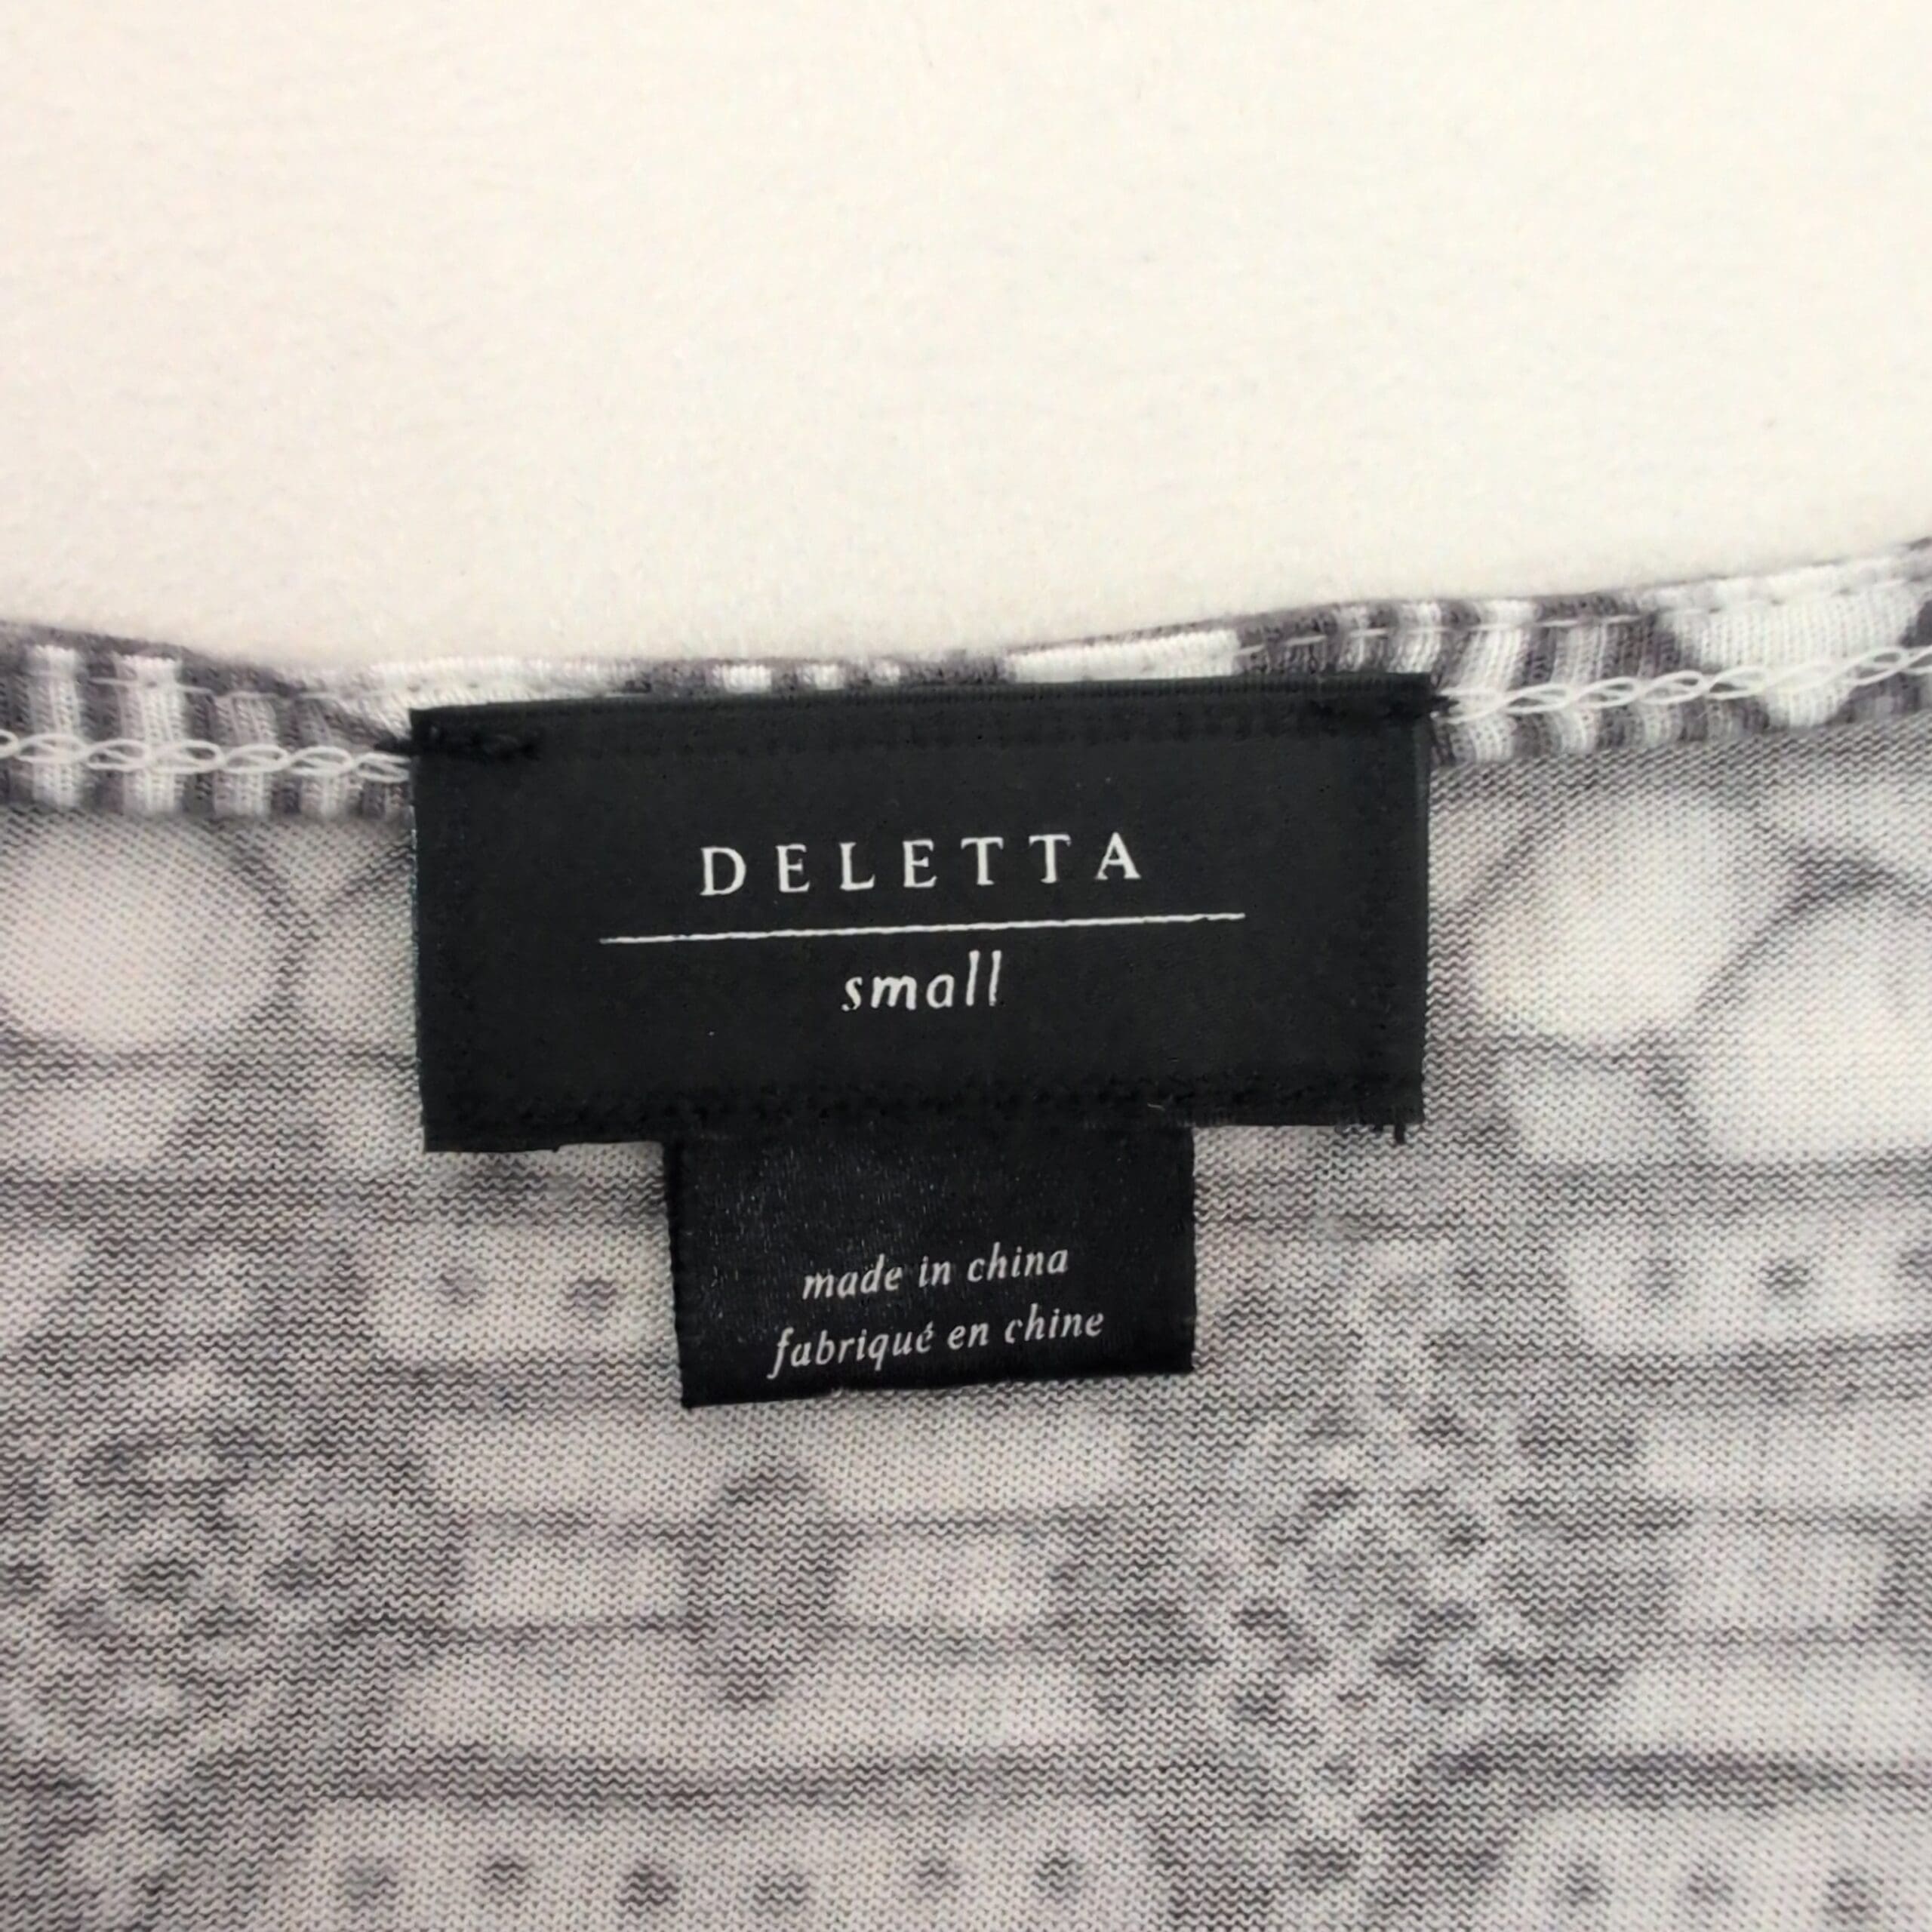 DELETTA
small
made in china
fabriqué en chine